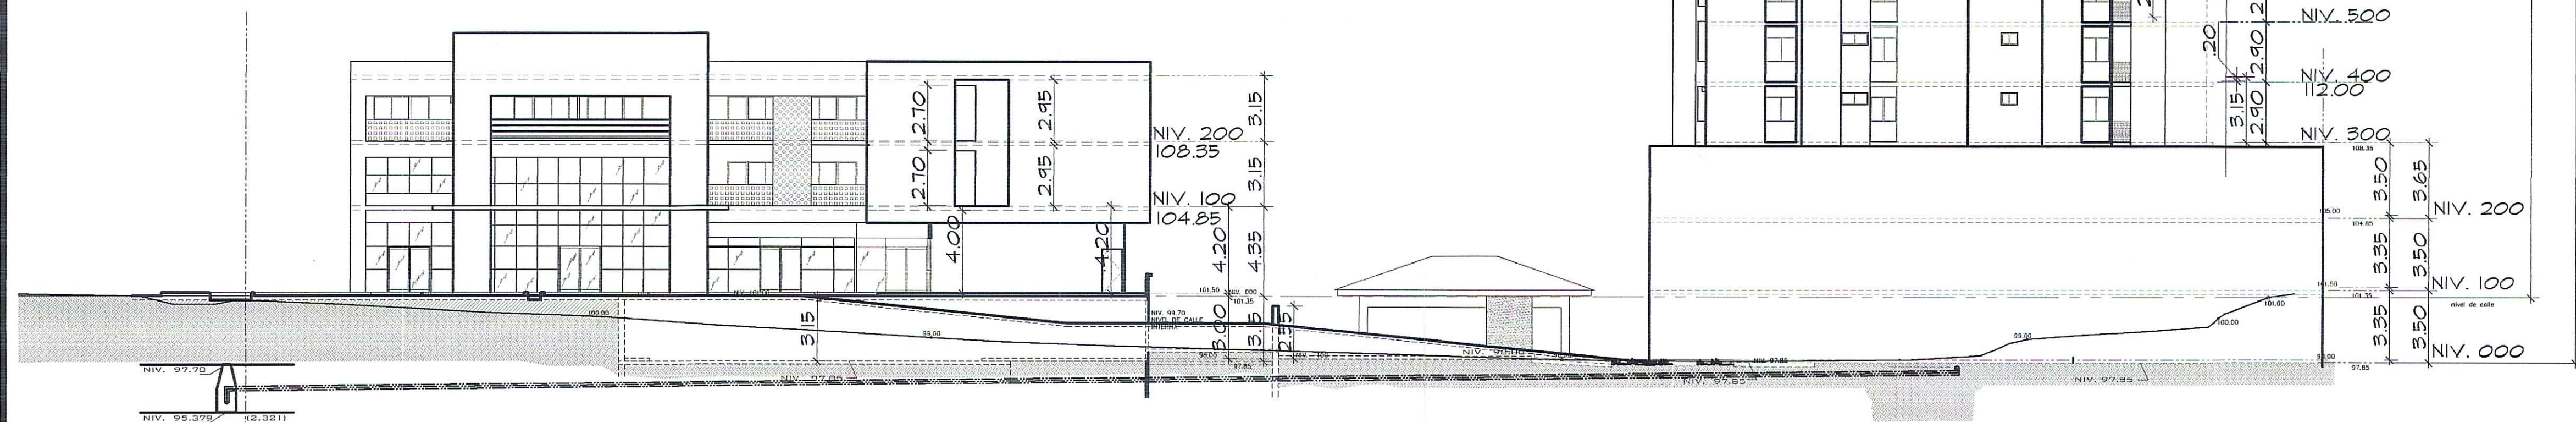 NIV. 500
2.90
.20
NIV. 400
112.00
3.15
2.90
NIV. 300
108.35
2.70
2.95
3.15
NIV. 200
108.35
2.70
2.95
3.15
NIV. 100
104.85
4.00
4.20
4.20
4.35
3.50
3.65
105.00
NIV. 200
104.85
3.35
3.50
101.50
NIV. 100
101.35
nivel de calle
101.50
NIV. 000
101.35
101.00
100.00
100.00
99.00
99.00
3.15
NIV. 99.70
NIVEL DE CALLE
INTERNA
3.00
3.15
2.55
3.35
3.50
98.00
97.85
NIV. 97.85
98.00
NIV. 000
97.85
NIV. 97.70
NIV. 97.85
NIV. 97.85
NIV. 95.379
(2.321)